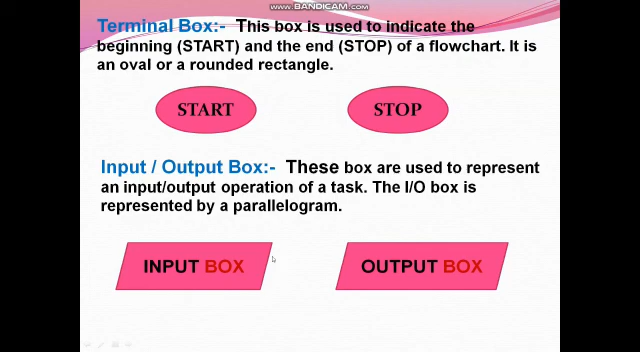 WWW.BANDICAM.COM
Terminal Box:- This box is used to indicate the
beginning (START) and the end (STOP) of a flowchart. It is
an oval or a rounded rectangle.
START STOP
Input / Output Box:- These box are used to represent
an input/output operation of a task. The I/O box is
represented by a parallelogram.
INPUT BOX OUTPUT BOX